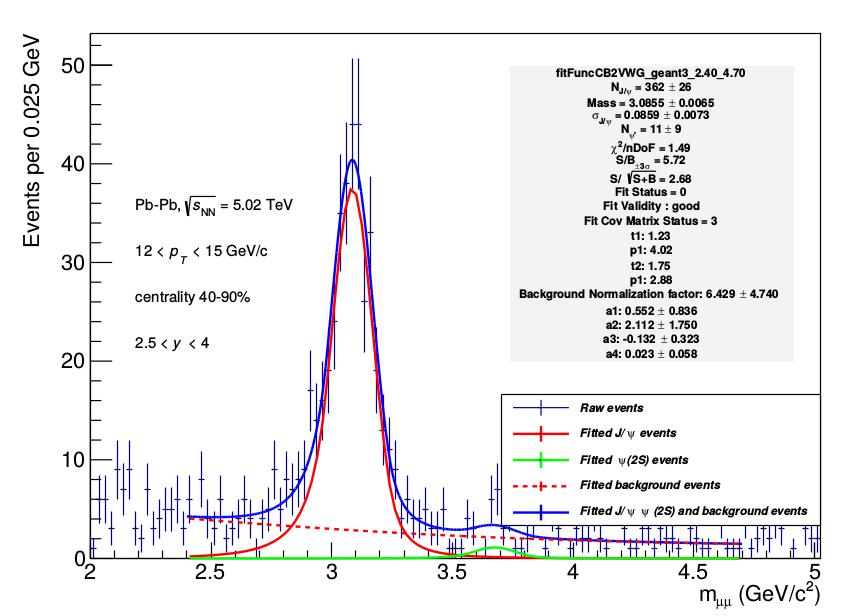 Events per 0.025 GeV
50
40
30
20
10
0
2
2.5
3
3.5
4
4.5
5
m_μμ (GeV/c²)
Pb-Pb, √s_NN = 5.02 TeV
12 < p_T < 15 GeV/c
centrality 40-90%
2.5 < y < 4
fitFuncCB2VWG_geant3_2.40_4.70
N_J/ψ = 362 ± 26
Mass = 3.0855 ± 0.0065
σ_J/ψ = 0.0859 ± 0.0073
N_ψ' = 11 ± 9
χ²/nDoF = 1.49
S/B_±3σ = 5.72
S/ √S+B = 2.68
Fit Status = 0
Fit Validity : good
Fit Cov Matrix Status = 3
t1: 1.23
p1: 4.02
t2: 1.75
p1: 2.88
Background Normalization factor: 6.429 ± 4.740
a1: 0.552 ± 0.836
a2: 2.112 ± 1.750
a3: -0.132 ± 0.323
a4: 0.023 ± 0.058
Raw events
Fitted J/ψ events
Fitted ψ(2S) events
Fitted background events
Fitted J/ψ ψ (2S) and background events